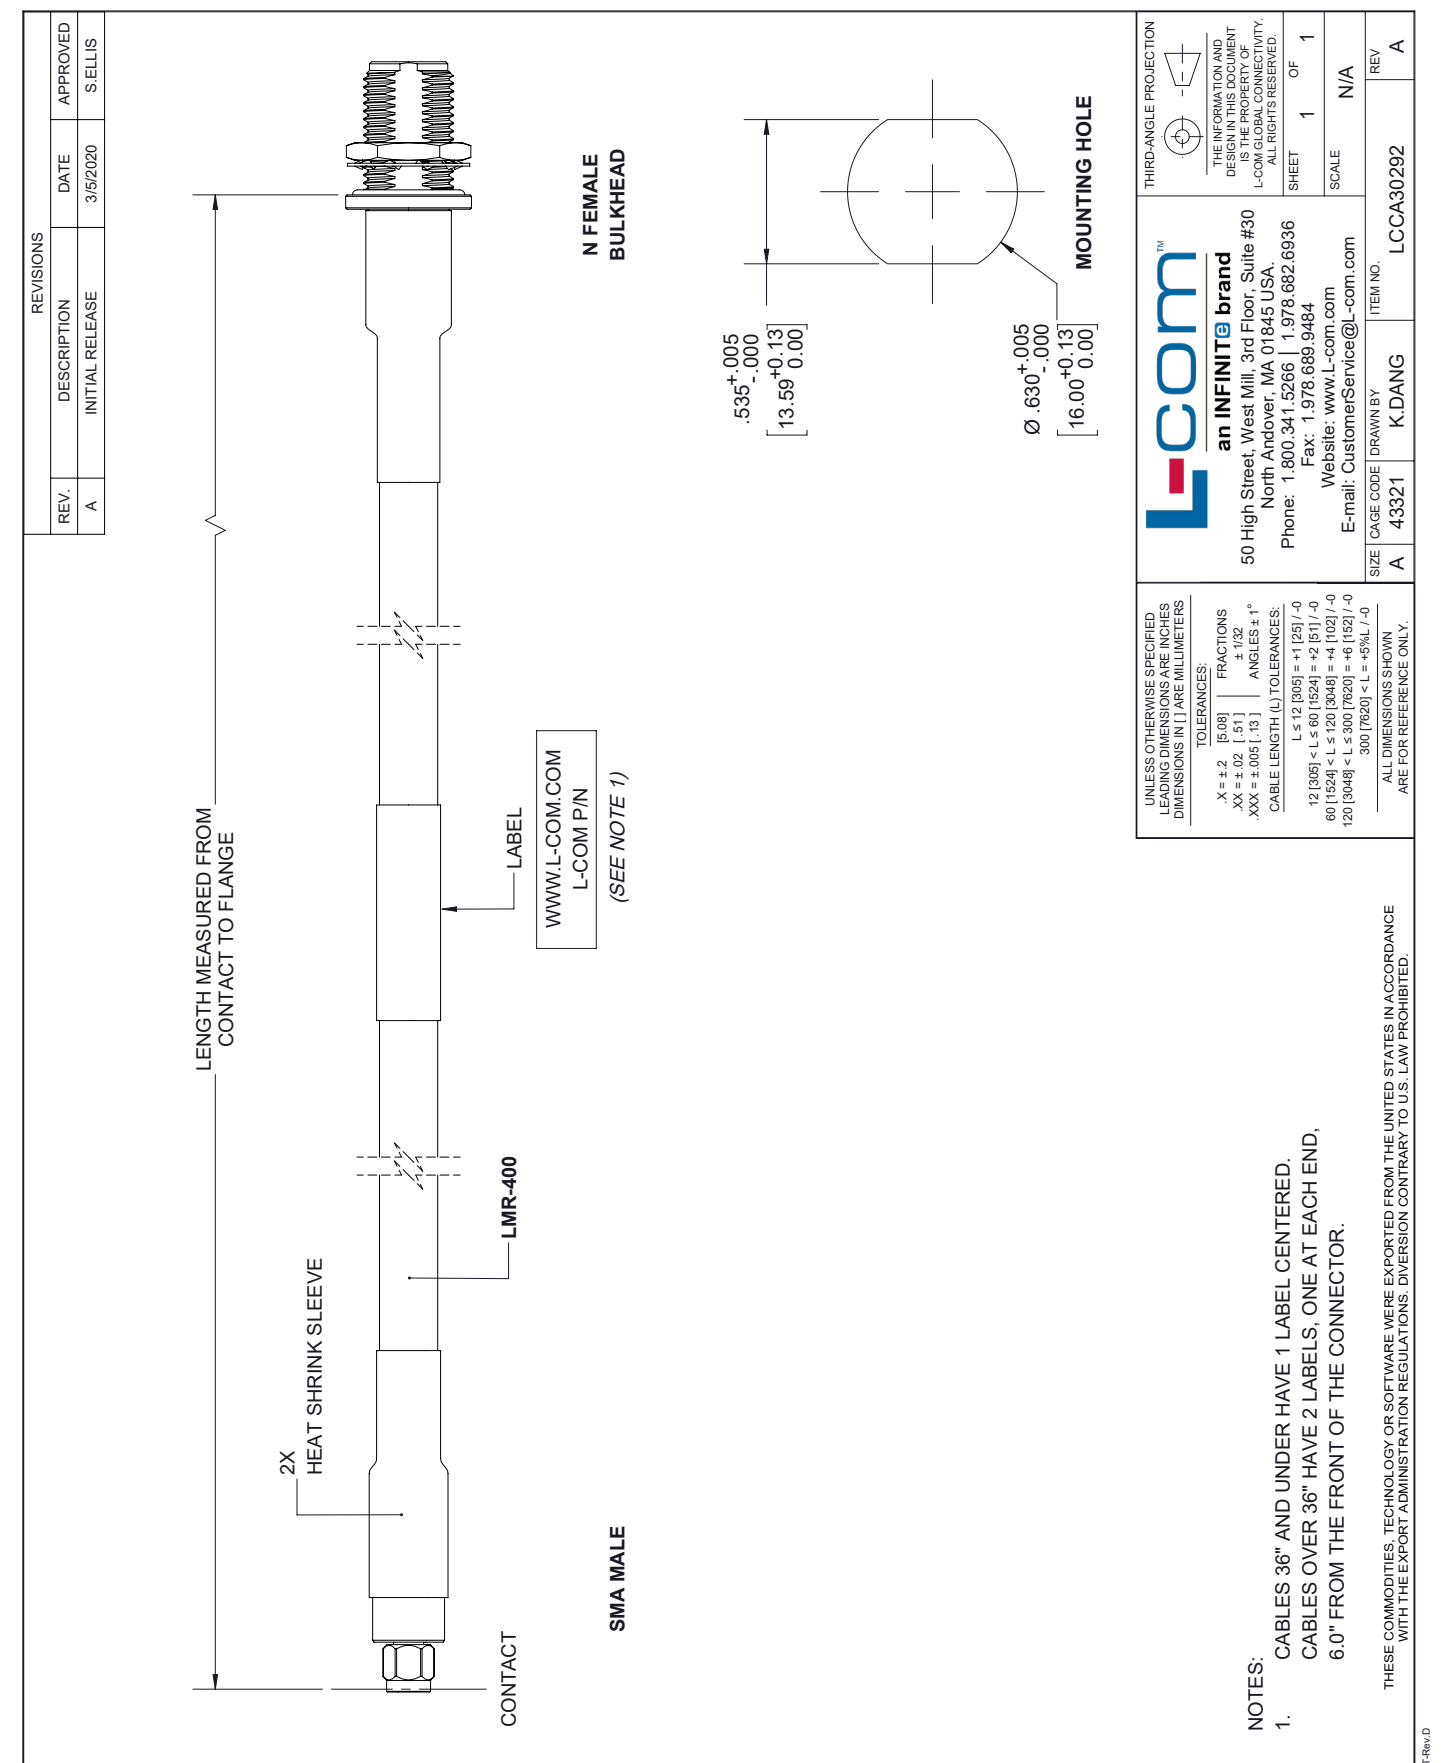 REVISIONS
REV. DESCRIPTION DATE APPROVED
A INITIAL RELEASE 3/5/2020 S.ELLIS
LENGTH MEASURED FROM
CONTACT TO FLANGE
2X
HEAT SHRINK SLEEVE
LMR-400
LABEL
WWW.L-COM.COM
L-COM P/N
(SEE NOTE 1)
CONTACT
SMA MALE
N FEMALE
BULKHEAD
.535 +.005
-.000
[13.59 +0.13
0.00]
Ø .630 +.005
-.000
[16.00 +0.13
0.00]
MOUNTING HOLE
NOTES:
1. CABLES 36" AND UNDER HAVE 1 LABEL CENTERED.
CABLES OVER 36" HAVE 2 LABELS, ONE AT EACH END,
6.0" FROM THE FRONT OF THE CONNECTOR.
THESE COMMODITIES, TECHNOLOGY OR SOFTWARE WERE EXPORTED FROM THE UNITED STATES IN ACCORDANCE
WITH THE EXPORT ADMINISTRATION REGULATIONS. DIVERSION CONTRARY TO U.S. LAW PROHIBITED.
UNLESS OTHERWISE SPECIFIED
LEADING DIMENSIONS ARE INCHES
DIMENSIONS IN [ ] ARE MILLIMETERS
TOLERANCES:
.X = ±.2 [5.08] FRACTIONS
.XX = ±.02 [.51] ± 1/32
.XXX = ±.005 [.13] ANGLES ± 1°
CABLE LENGTH (L) TOLERANCES:
L ≤ 12 [305] = +1 [25] / -0
12 [305] < L ≤ 60 [1524] = +2 [51] / -0
60 [1524] < L ≤ 120 [3048] = +4 [102] / -0
120 [3048] < L ≤ 300 [7620] = +6 [152] / -0
300 [7620] < L = +5%L / -0
ALL DIMENSIONS SHOWN
ARE FOR REFERENCE ONLY.
L-com™
an INFINITe brand
50 High Street, West Mill, 3rd Floor, Suite #30
North Andover, MA 01845 USA.
Phone: 1.800.341.5266 | 1.978.682.6936
Fax: 1.978.689.9484
Website: www.L-com.com
E-mail: CustomerService@L-com.com
THIRD-ANGLE PROJECTION
THE INFORMATION AND
DESIGN IN THIS DOCUMENT
IS THE PROPERTY OF
L-COM GLOBAL CONNECTIVITY.
ALL RIGHTS RESERVED.
SHEET 1 OF 1
SCALE N/A
SIZE A
CAGE CODE 43321
DRAWN BY K.DANG
ITEM NO. LCCA30292
REV A
T-Rev.D